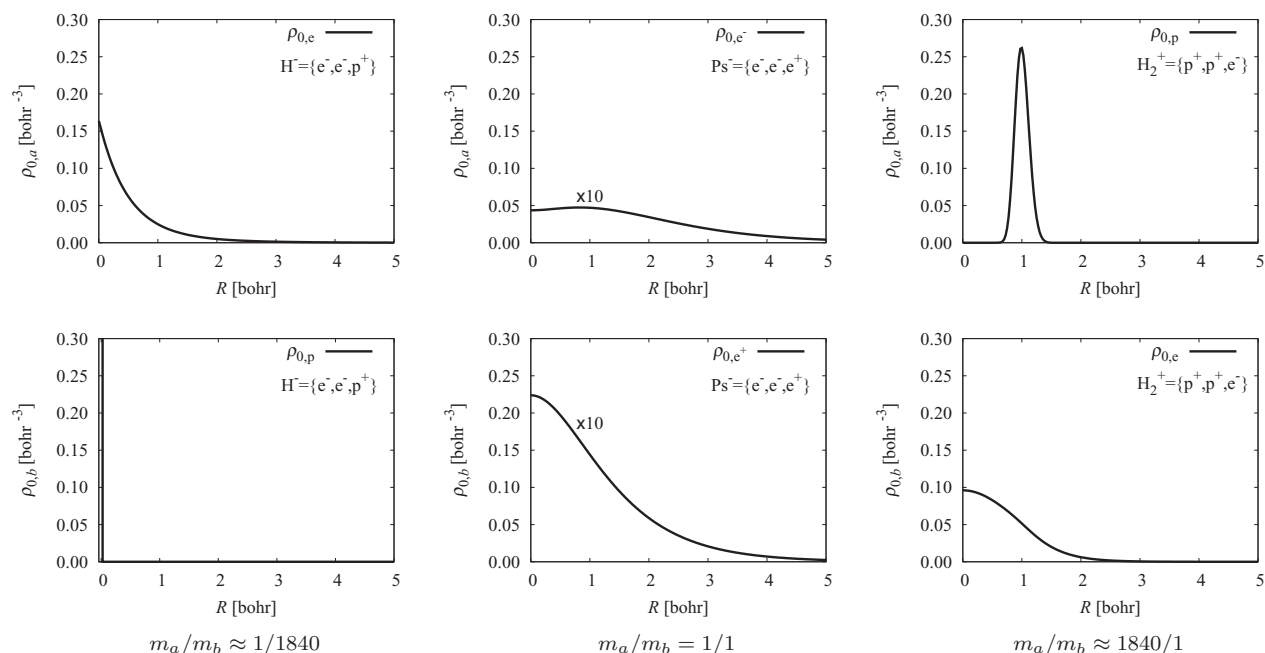 ρ0,a [bohr -3]
0.30
0.25
0.20
0.15
0.10
0.05
0.00
ρ0,e
H-={e-,e-,p+}
0 1 2 3 4 5
R [bohr]
ρ0,a [bohr -3]
0.30
0.25
0.20
0.15
0.10
0.05
0.00
ρ0,e-
Ps-={e-,e-,e+}
x10
0 1 2 3 4 5
R [bohr]
ρ0,a [bohr -3]
0.30
0.25
0.20
0.15
0.10
0.05
0.00
ρ0,p
H2+={p+,p+,e-}
0 1 2 3 4 5
R [bohr]
ρ0,b [bohr -3]
0.30
0.25
0.20
0.15
0.10
0.05
0.00
ρ0,p
H-={e-,e-,p+}
0 1 2 3 4 5
R [bohr]
ρ0,b [bohr -3]
0.30
0.25
0.20
0.15
0.10
0.05
0.00
ρ0,e+
Ps-={e-,e-,e+}
x10
0 1 2 3 4 5
R [bohr]
ρ0,b [bohr -3]
0.30
0.25
0.20
0.15
0.10
0.05
0.00
ρ0,e
H2+={p+,p+,e-}
0 1 2 3 4 5
R [bohr]
ma/mb ≈ 1/1840
ma/mb = 1/1
ma/mb ≈ 1840/1